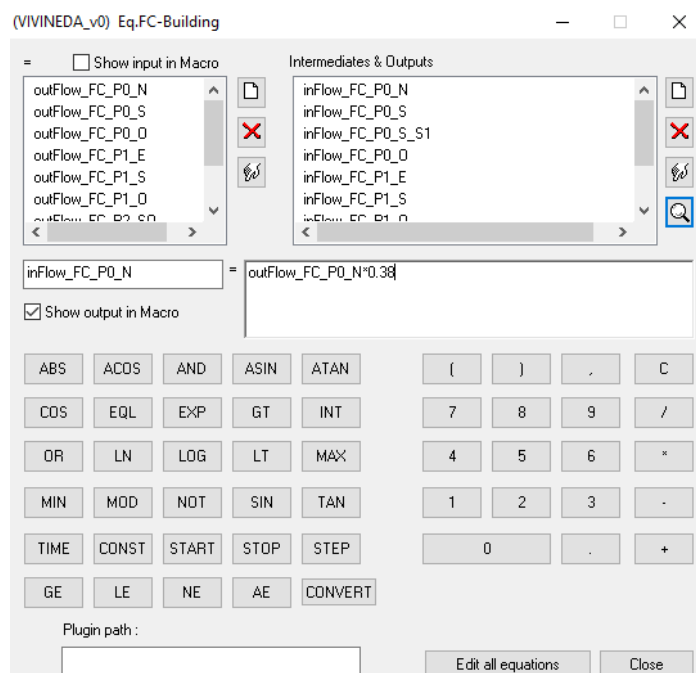 (VIVINEDA_v0) Eq.FC-Building
= Show input in Macro
Intermediates & Outputs
outFlow_FC_P0_N
outFlow_FC_P0_S
outFlow_FC_P0_O
outFlow_FC_P1_E
outFlow_FC_P1_S
outFlow_FC_P1_O
outFlow_FC_P2_SO
inFlow_FC_P0_N
inFlow_FC_P0_S
inFlow_FC_P0_S_S1
inFlow_FC_P0_O
inFlow_FC_P1_E
inFlow_FC_P1_S
inFlow_FC_P1_O
inFlow_FC_P0_N = outFlow_FC_P0_N*0.38
Show output in Macro
ABS ACOS AND ASIN ATAN ( ) , C
COS EQL EXP GT INT 7 8 9 /
OR LN LOG LT MAX 4 5 6 *
MIN MOD NOT SIN TAN 1 2 3 -
TIME CONST START STOP STEP 0 . +
GE LE NE AE CONVERT
Plugin path :
Edit all equations Close